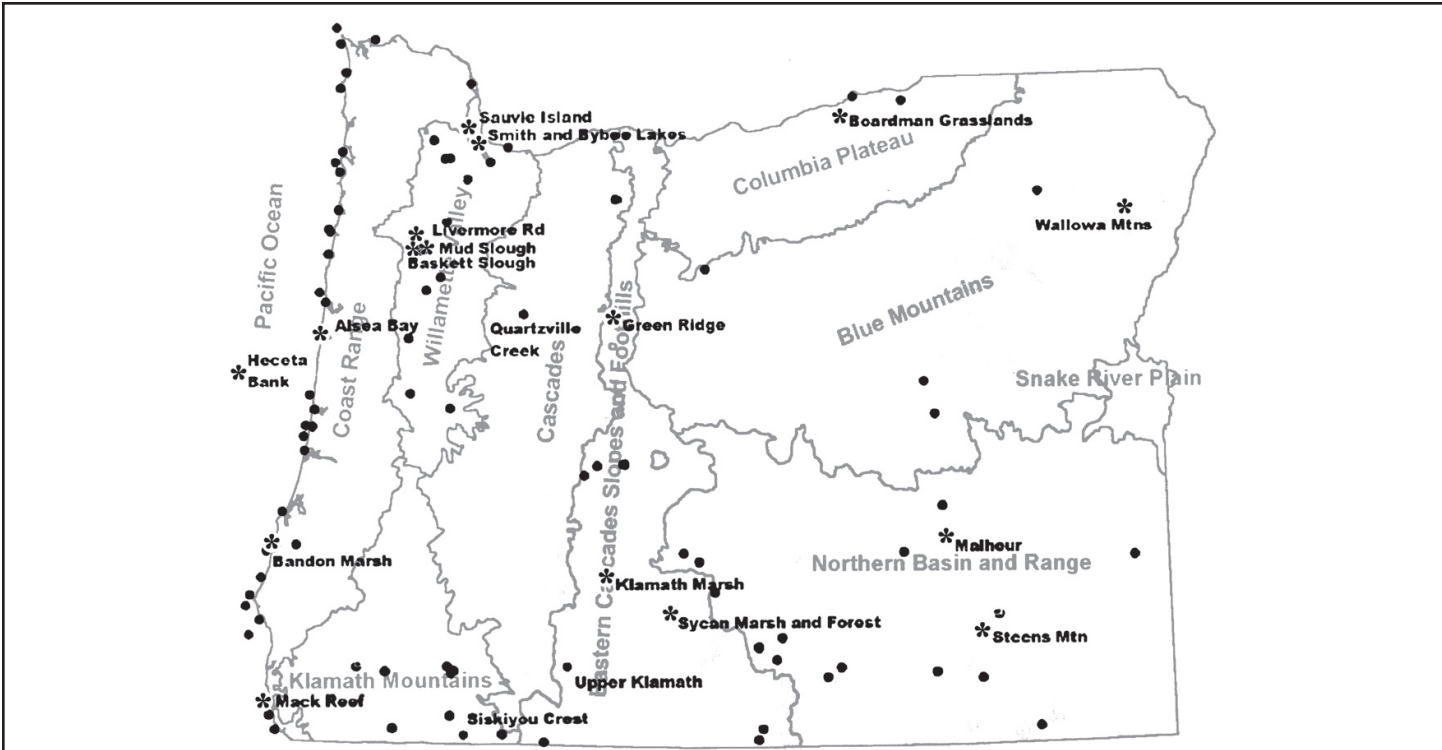 Sauvie Island
Smith and Bybee Lakes
Boardman Grasslands
Columbia Plateau
Pacific Ocean
Willamette Valley
Livermore Rd
Mud Slough
Baskett Slough
Wallowa Mtns
Blue Mountains
Alsea Bay
Quartzville
Creek
Green Ridge
Heceta
Bank
Coast Range
Cascades
Eastern Cascades Slopes and Foothills
Snake River Plain
Malheur
Northern Basin and Range
Bandon Marsh
Klamath Marsh
Sycan Marsh and Forest
Steens Mtn
Klamath Mountains
Upper Klamath
Mack Reef
Siskiyou Crest